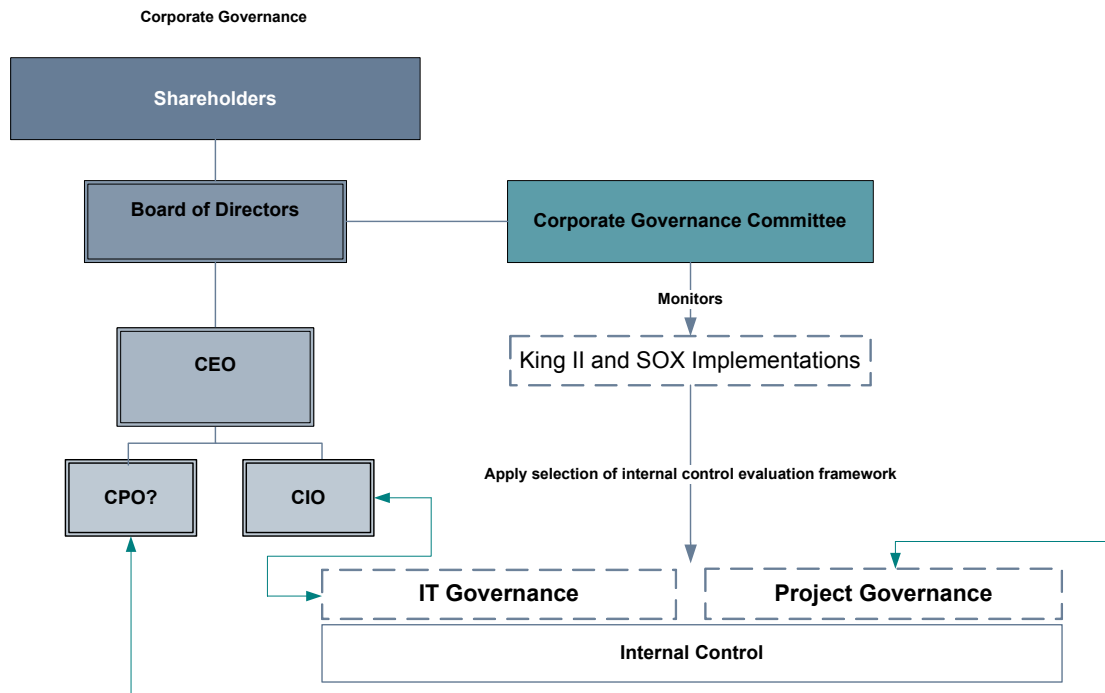 Corporate Governance
Shareholders
Board of Directors
Corporate Governance Committee
Monitors
King II and SOX Implementations
CEO
Apply selection of internal control evaluation framework
CPO?
CIO
IT Governance
Project Governance
Internal Control